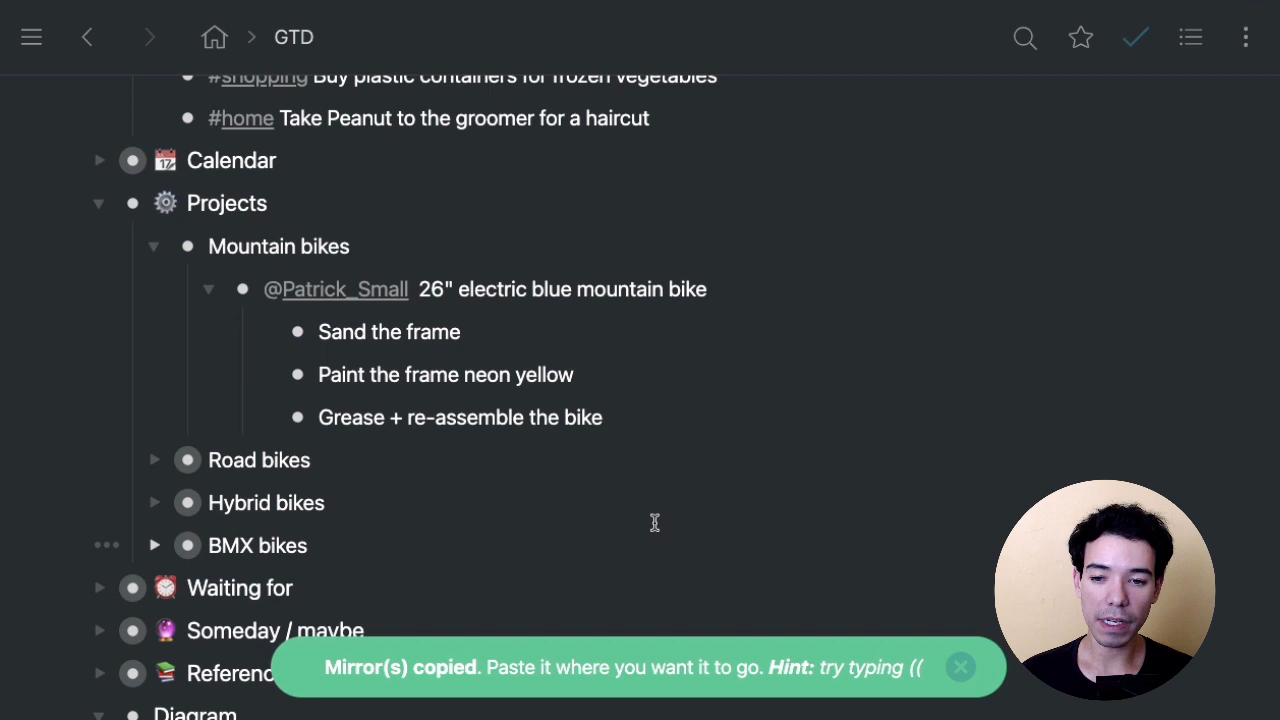 GTD
#shopping Buy plastic containers for frozen vegetables
#home Take Peanut to the groomer for a haircut
17 Calendar
Projects
Mountain bikes
@Patrick_Small 26" electric blue mountain bike
Sand the frame
Paint the frame neon yellow
Grease + re-assemble the bike
Road bikes
Hybrid bikes
BMX bikes
Waiting for
Someday / maybe
Referenc
Mirror(s) copied. Paste it where you want it to go. Hint: try typing ((
Diagram